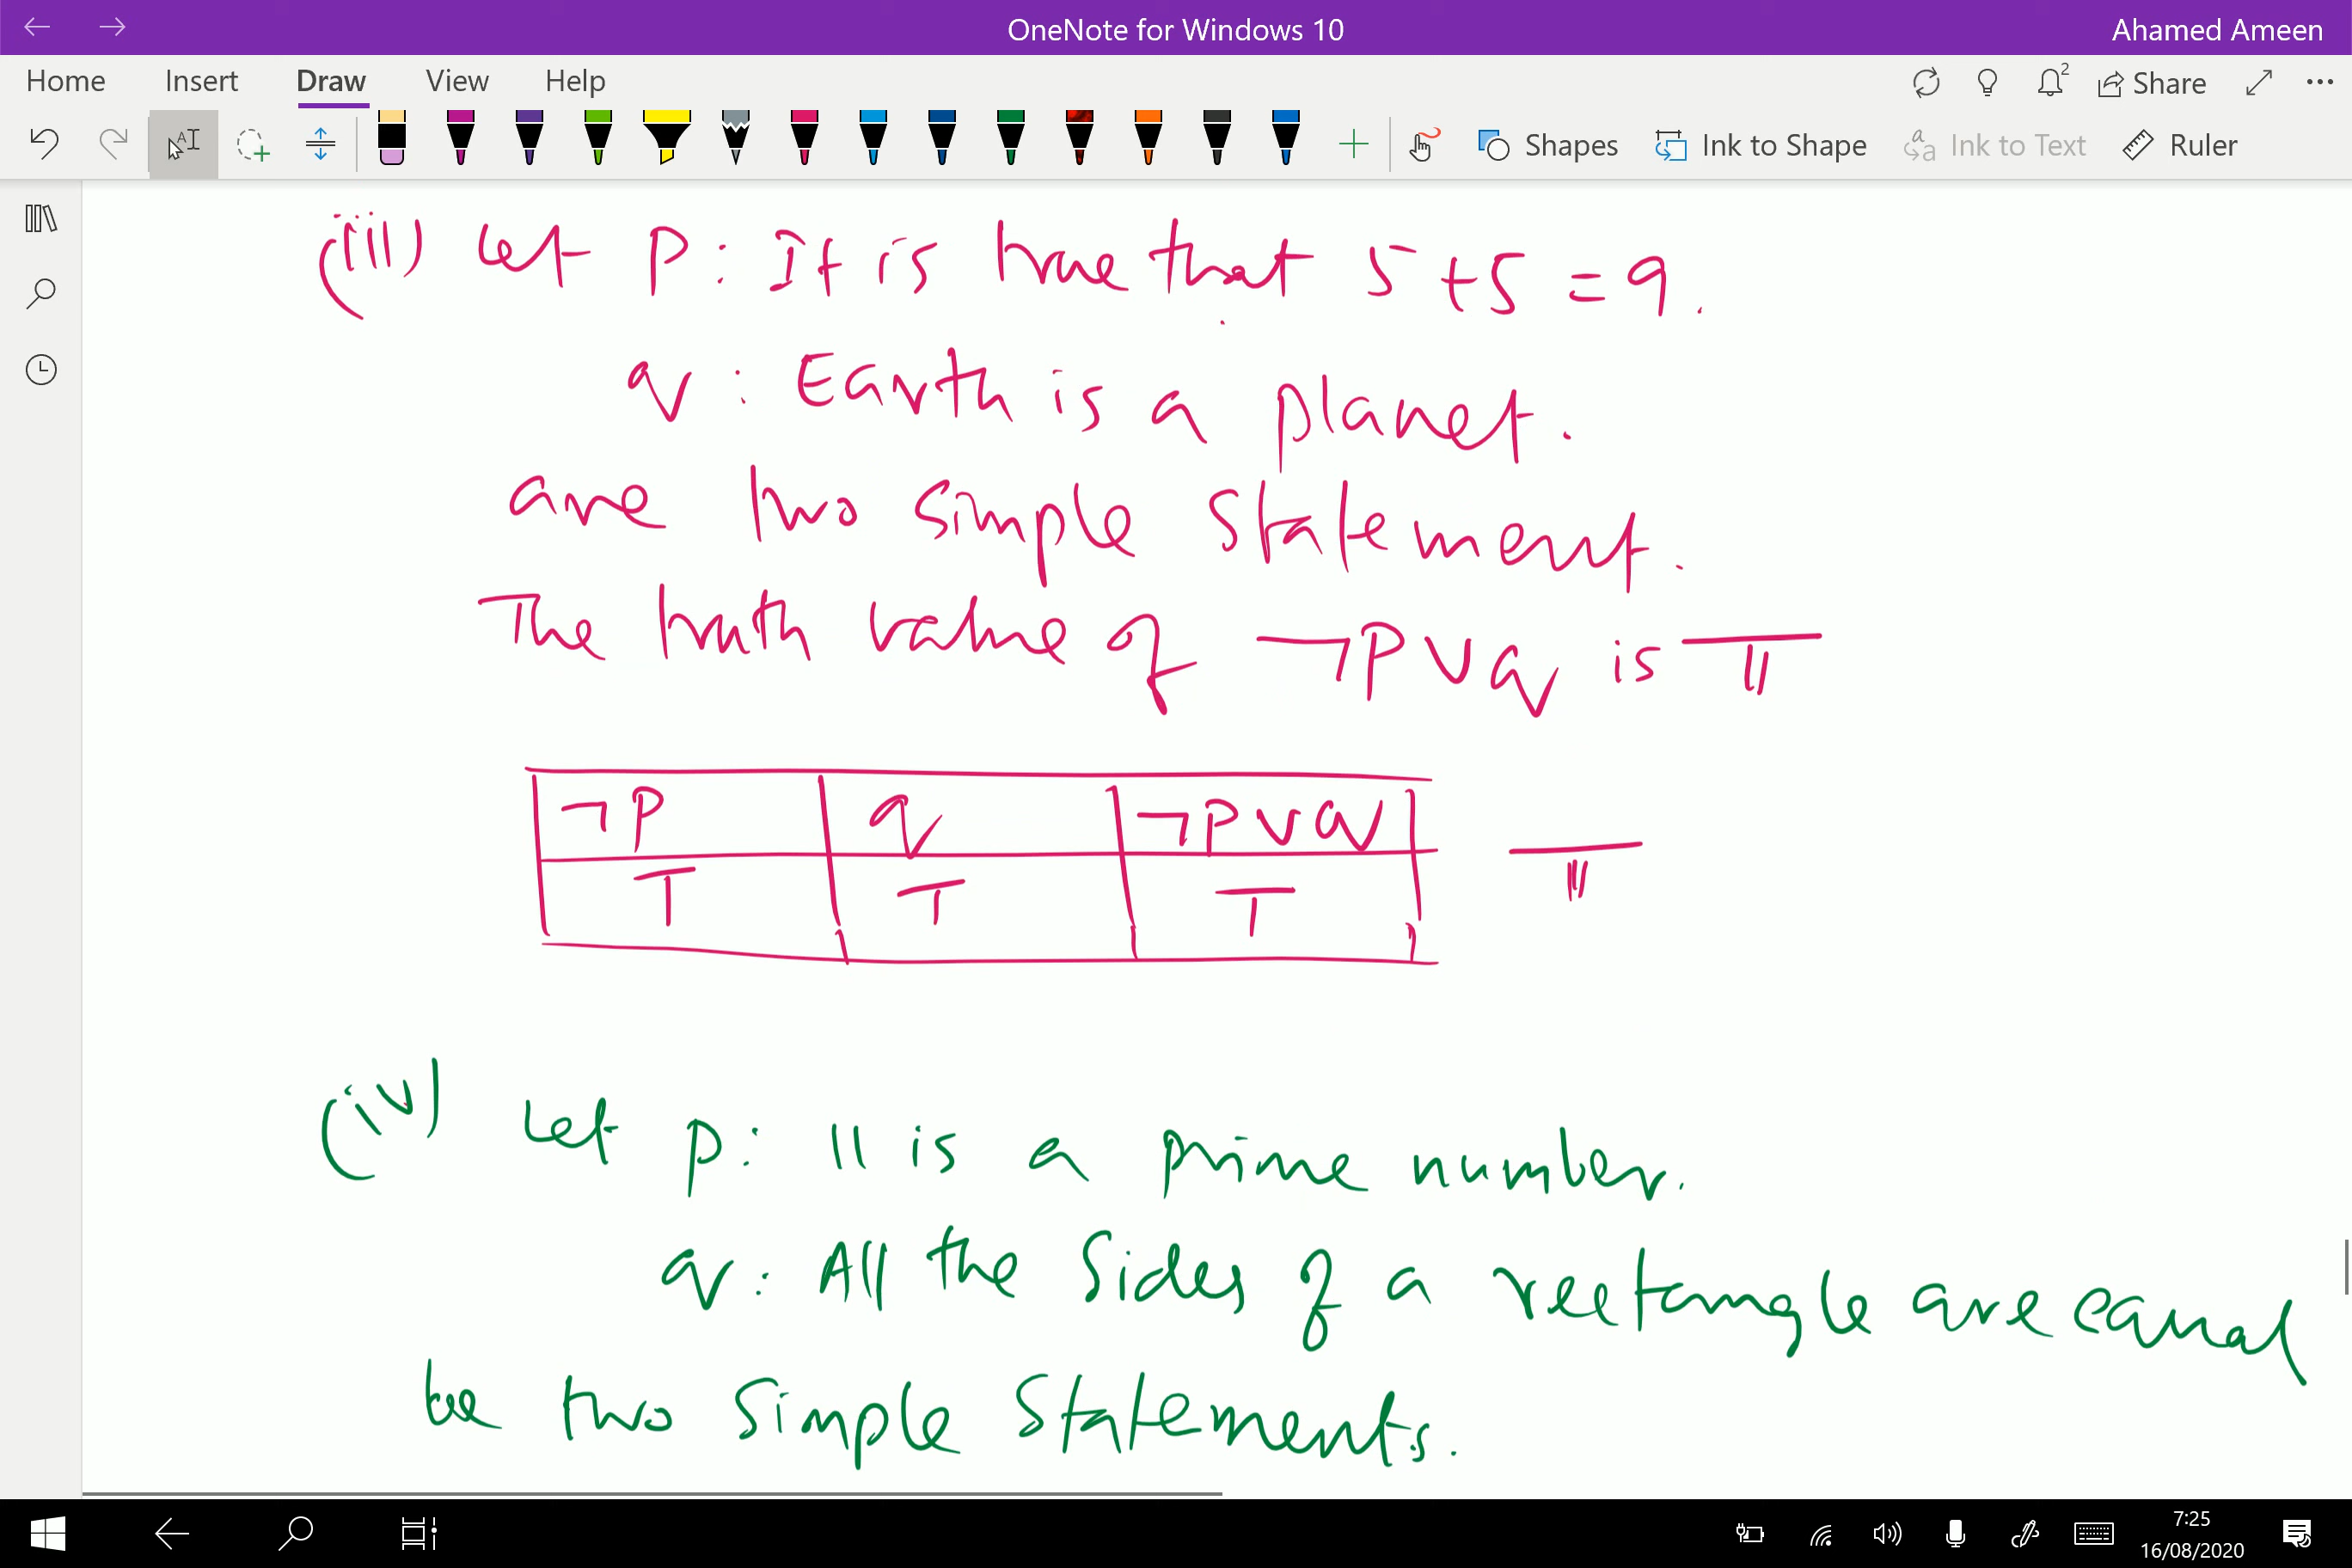 OneNote for Windows 10
Ahamed Ameen
Home Insert Draw View Help
2
Share
Shapes Ink to Shape Ink to Text Ruler
(iii) Let P : It is true that 5 + 5 = 9.
q : Earth is a planet.
are two simple statement.
The truth value of ¬P ∨ q is T
¬P q ¬P ∨ q
T T T
(iv) Let p : 11 is a prime number.
q : All the sides of a rectangle are equal
be two simple statements.
7:25
16/08/2020